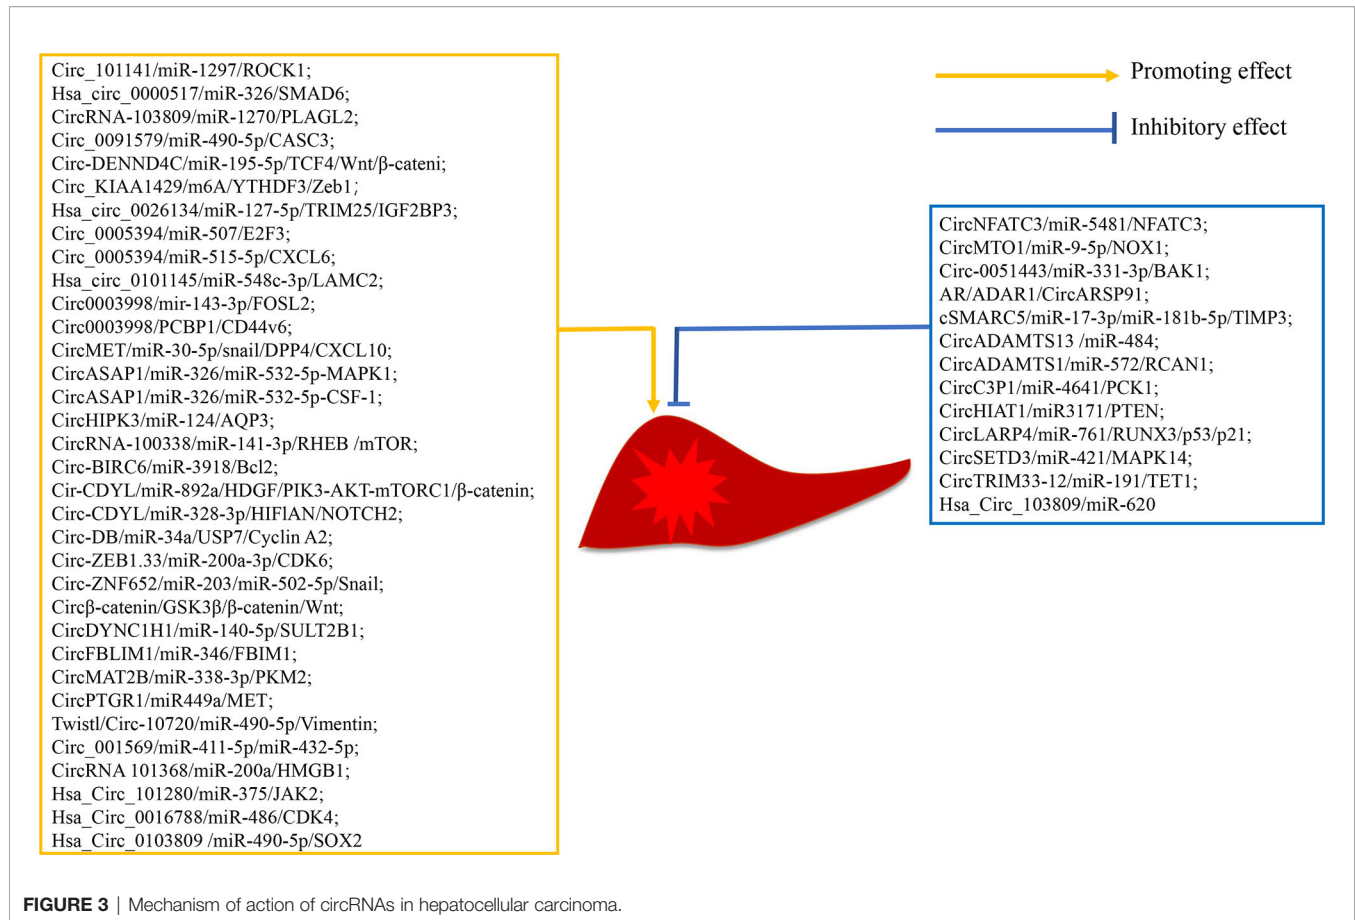 Circ_101141/miR-1297/ROCK1;
Hsa_circ_0000517/miR-326/SMAD6;
CircRNA-103809/miR-1270/PLAGL2;
Circ_0091579/miR-490-5p/CASC3;
Circ-DENND4C/miR-195-5p/TCF4/Wnt/β-cateni;
Circ_KIAA1429/m6A/YTHDF3/Zeb1;
Hsa_circ_0026134/miR-127-5p/TRIM25/IGF2BP3;
Circ_0005394/miR-507/E2F3;
Circ_0005394/miR-515-5p/CXCL6;
Hsa_circ_0101145/miR-548c-3p/LAMC2;
Circ0003998/mir-143-3p/FOSL2;
Circ0003998/PCBP1/CD44v6;
CircMET/miR-30-5p/snail/DPP4/CXCL10;
CircASAP1/miR-326/miR-532-5p-MAPK1;
CircASAP1/miR-326/miR-532-5p-CSF-1;
CircHIPK3/miR-124/AQP3;
CircRNA-100338/miR-141-3p/RHEB /mTOR;
Circ-BIRC6/miR-3918/Bcl2;
Cir-CDYL/miR-892a/HDGF/PIK3-AKT-mTORC1/β-catenin;
Circ-CDYL/miR-328-3p/HIFlAN/NOTCH2;
Circ-DB/miR-34a/USP7/Cyclin A2;
Circ-ZEB1.33/miR-200a-3p/CDK6;
Circ-ZNF652/miR-203/miR-502-5p/Snail;
Circβ-catenin/GSK3β/β-catenin/Wnt;
CircDYNC1H1/miR-140-5p/SULT2B1;
CircFBLIM1/miR-346/FBIM1;
CircMAT2B/miR-338-3p/PKM2;
CircPTGR1/miR449a/MET;
Twistl/Circ-10720/miR-490-5p/Vimentin;
Circ_001569/miR-411-5p/miR-432-5p;
CircRNA 101368/miR-200a/HMGB1;
Hsa_Circ_101280/miR-375/JAK2;
Hsa_Circ_0016788/miR-486/CDK4;
Hsa_Circ_0103809 /miR-490-5p/SOX2
Promoting effect
Inhibitory effect
CircNFATC3/miR-5481/NFATC3;
CircMTO1/miR-9-5p/NOX1;
Circ-0051443/miR-331-3p/BAK1;
AR/ADAR1/CircARSP91;
cSMARC5/miR-17-3p/miR-181b-5p/TlMP3;
CircADAMTS13 /miR-484;
CircADAMTS1/miR-572/RCAN1;
CircC3P1/miR-4641/PCK1;
CircHIAT1/miR3171/PTEN;
CircLARP4/miR-761/RUNX3/p53/p21;
CircSETD3/miR-421/MAPK14;
CircTRIM33-12/miR-191/TET1;
Hsa_Circ_103809/miR-620
FIGURE 3 | Mechanism of action of circRNAs in hepatocellular carcinoma.